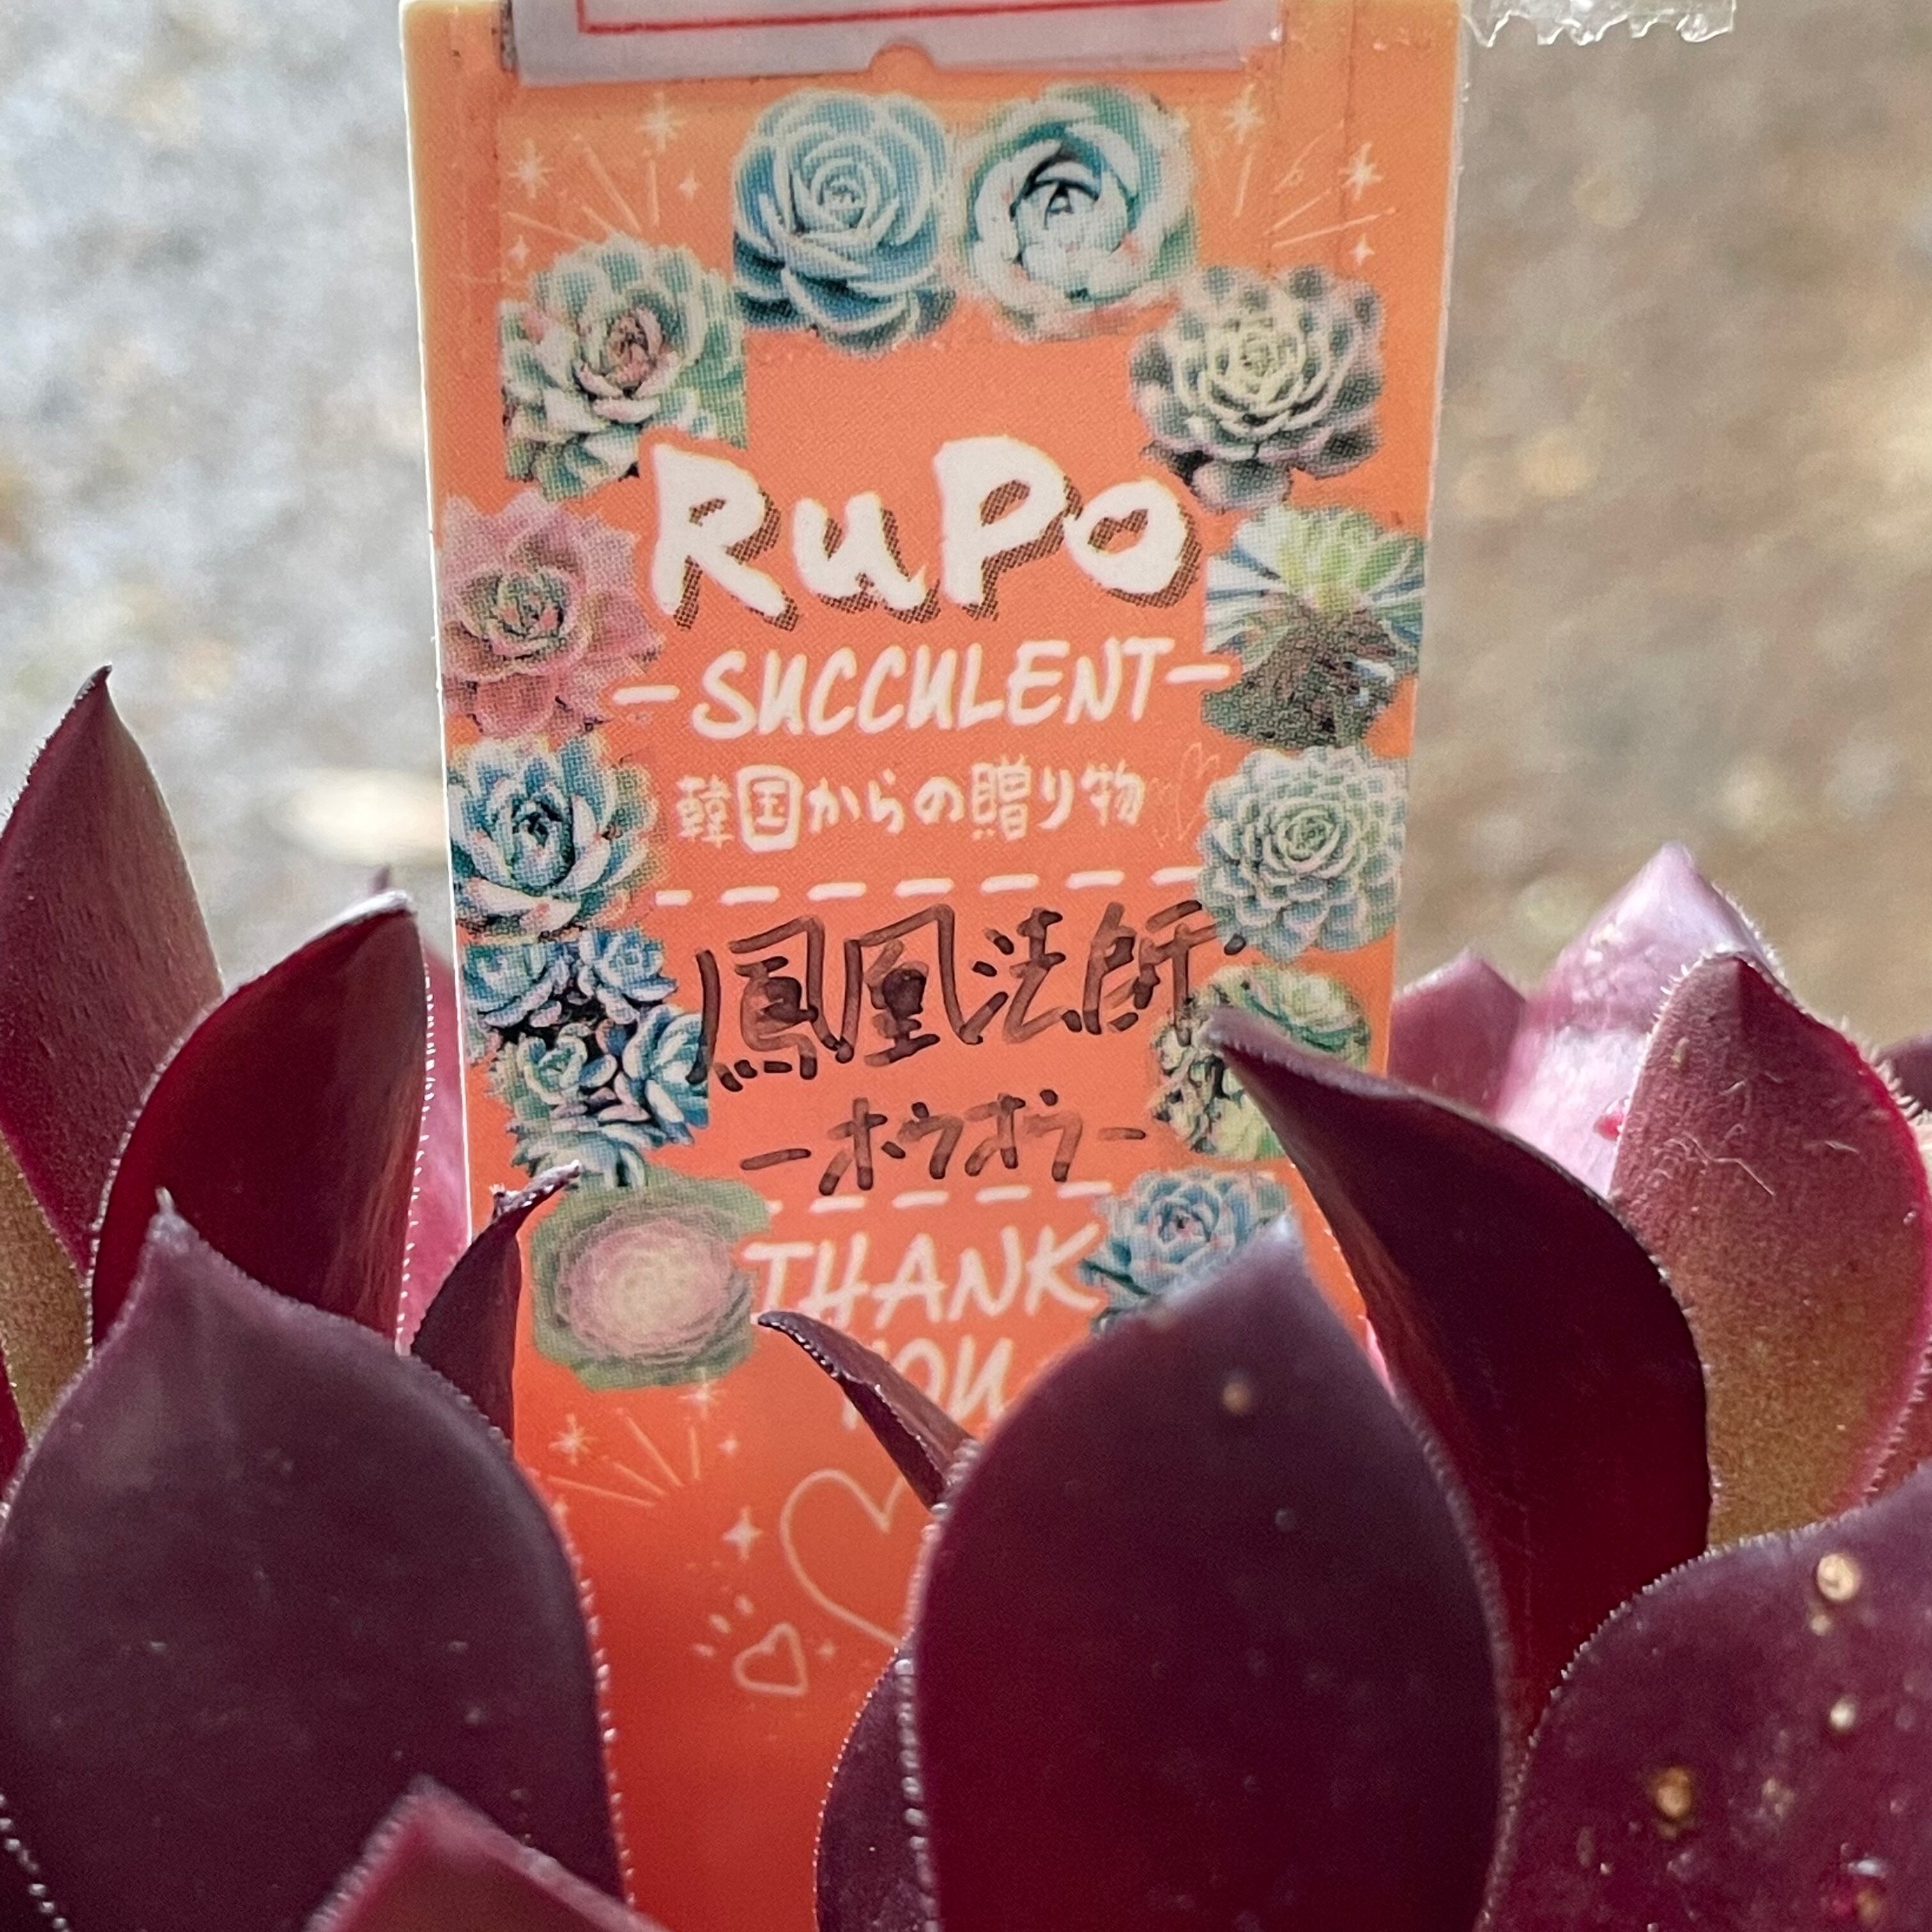 RuPo
-SUCCULENT-
韓国からの贈り物
鳳凰法師
-ホウオウ-
THANK
YOU